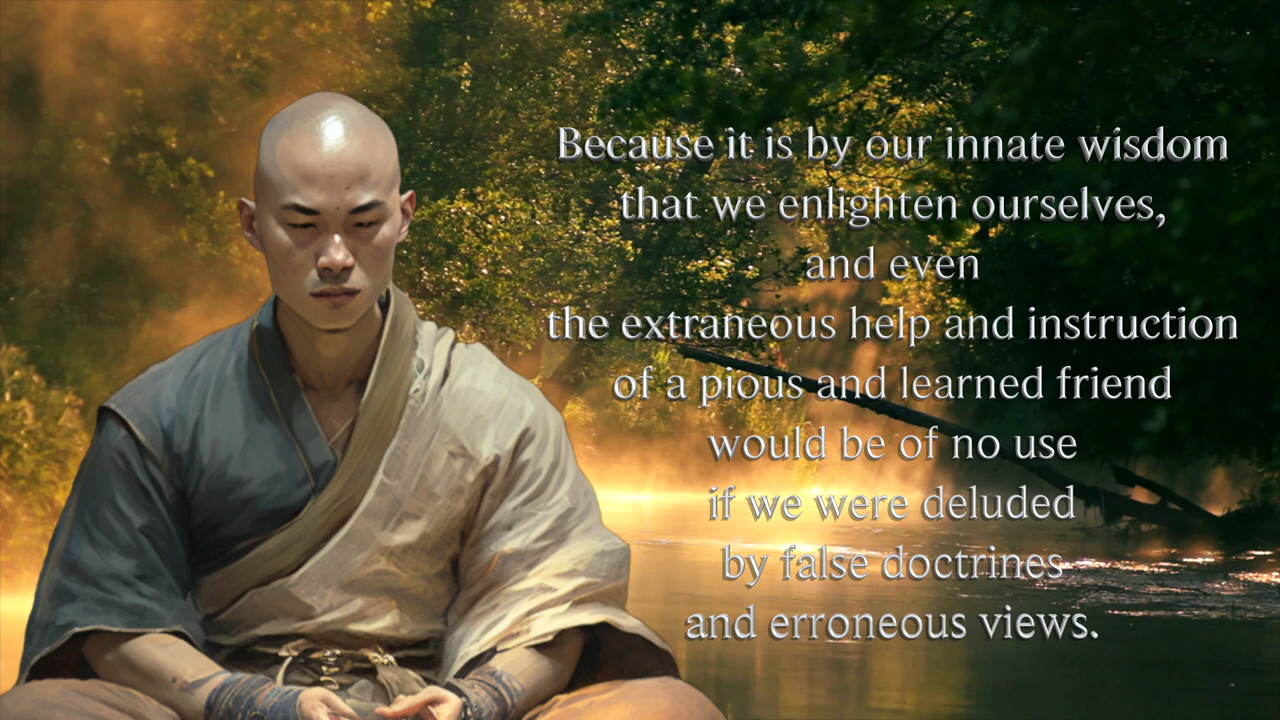 Because it is by our innate wisdom
that we enlighten ourselves,
and even
the extraneous help and instruction
of a pious and learned friend
would be of no use
if we were deluded
by false doctrines
and erroneous views.